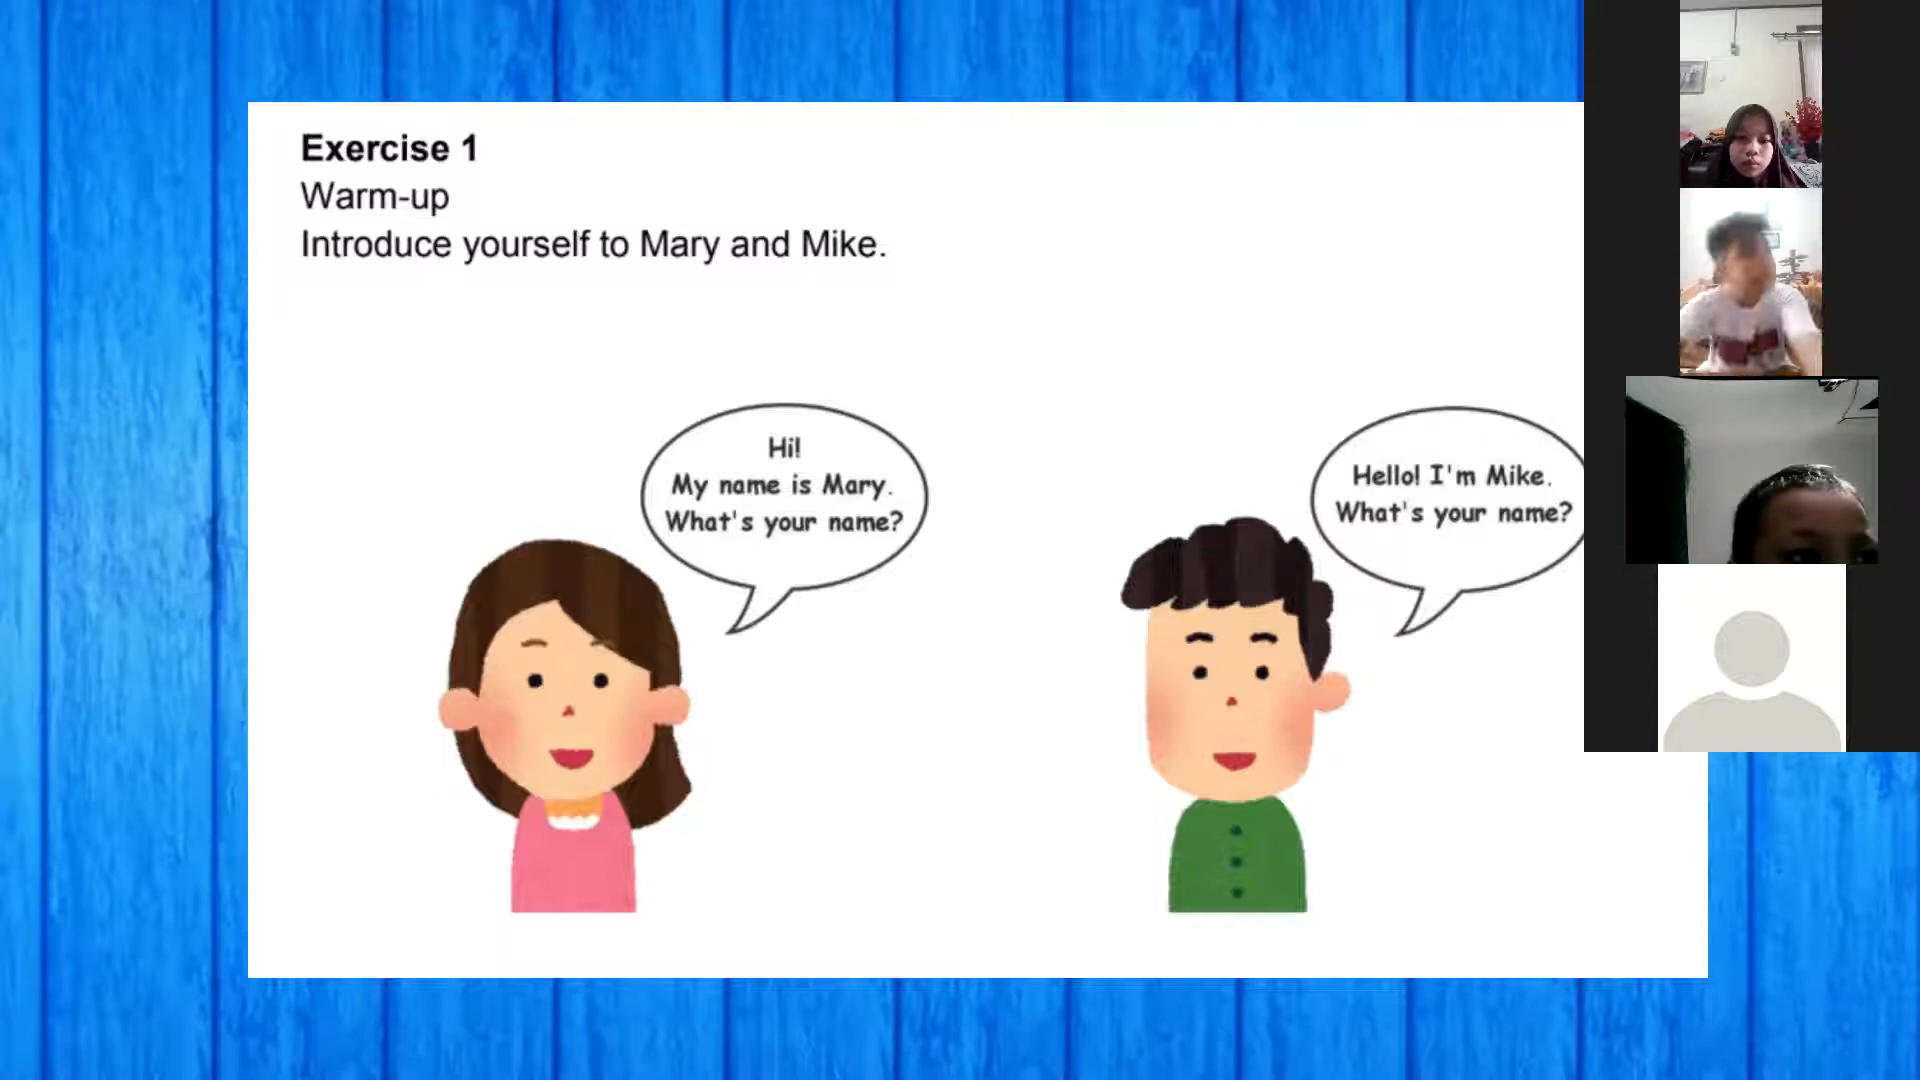 Exercise 1
Warm-up
Introduce yourself to Mary and Mike.
Hi!
My name is Mary.
What's your name?
Hello! I'm Mike.
What's your name?